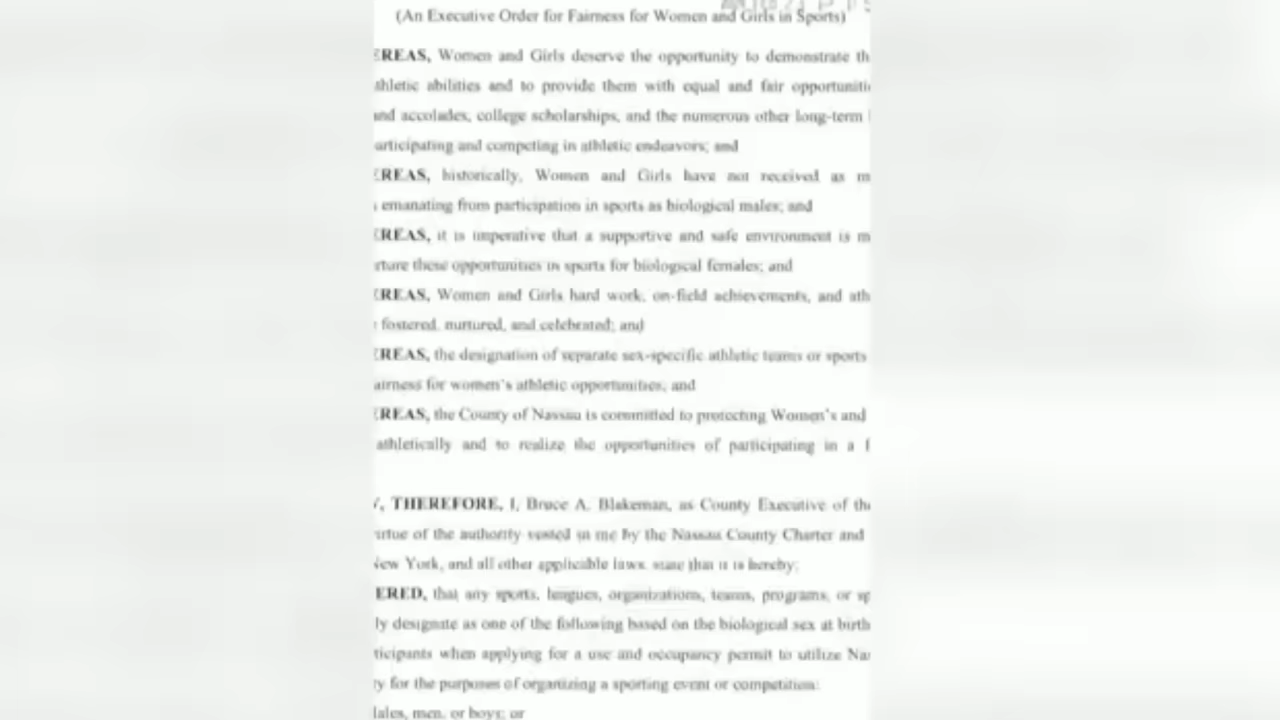 (An Executive Order for Fairness for Women and Girls in Sports)
EREAS, Women and Girls deserve the opportunity to demonstrate th
thletic abilities and to provide them with equal and fair opportuniti
and accolades, college scholarships, and the numerous other long-term
articipating and competing in athletic endeavors; and
EREAS, historically, Women and Girls have not received as m
emanating from participation in sports as biological males; and
EREAS, it is imperative that a supportive and safe environment is m
rture these opportunities in sports for biological females; and
EREAS, Women and Girls hard work, on-field achievements, and ath
fostered, nurtured, and celebrated; and
EREAS, the designation of separate sex-specific athletic teams or sports
airness for women's athletic opportunities; and
EREAS, the County of Nassau is committed to protecting Women's and
athletically and to realize the opportunities of participating in a f
, THEREFORE, I, Bruce A. Blakeman, as County Executive of the
irtue of the authority vested in me by the Nassau County Charter and
New York, and all other applicable laws, state that it is hereby;
ERED, that any sports, leagues, organizations, teams, programs, or sp
ly designate as one of the following based on the biological sex at birth
ticipants when applying for a use and occupancy permit to utilize Nas
y for the purposes of organizing a sporting event or competition:
Males, men, or boys; or